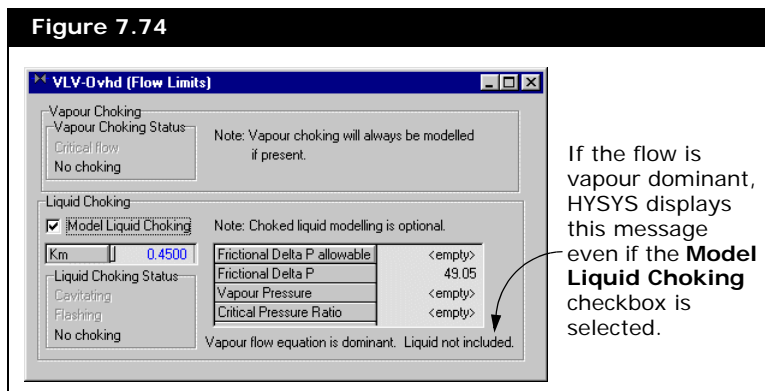 Figure 7.74
VLV-Ovhd (Flow Limits)
Vapour Choking
Vapour Choking Status
Critical flow
No choking
Note: Vapour choking will always be modelled
if present.
Liquid Choking
Model Liquid Choking
Note: Choked liquid modelling is optional.
Km 0.4500
Liquid Choking Status
Cavitating
Flashing
No choking
Frictional Delta P allowable <empty>
Frictional Delta P 49.05
Vapour Pressure <empty>
Critical Pressure Ratio <empty>
Vapour flow equation is dominant. Liquid not included.
If the flow is
vapour dominant,
HYSYS displays
this message
even if the Model
Liquid Choking
checkbox is
selected.